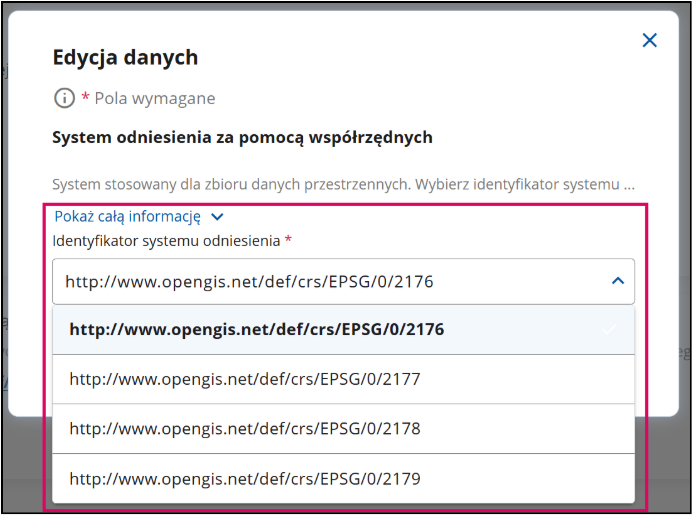 Edycja danych
* Pola wymagane
System odniesienia za pomocą współrzędnych
System stosowany dla zbioru danych przestrzennych. Wybierz identyfikator systemu ...
Pokaż całą informację
Identyfikator systemu odniesienia *
http://www.opengis.net/def/crs/EPSG/0/2176
http://www.opengis.net/def/crs/EPSG/0/2176
http://www.opengis.net/def/crs/EPSG/0/2177
http://www.opengis.net/def/crs/EPSG/0/2178
http://www.opengis.net/def/crs/EPSG/0/2179